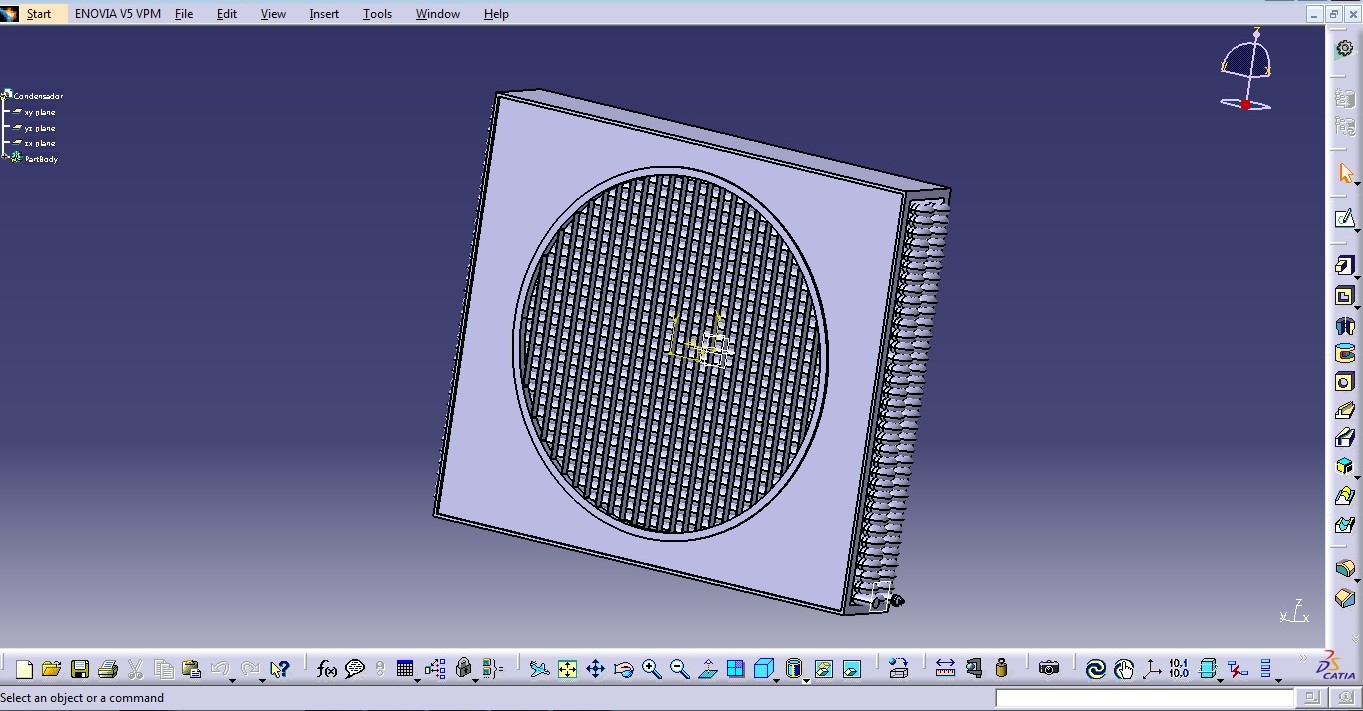 Start ENOVIA V5 VPM File Edit View Insert Tools Window Help
Condensador
xy plane
yz plane
zx plane
PartBody
z
y x
z
y x
f(x)
?
10.1
10.0
CATIA
Select an object or a command